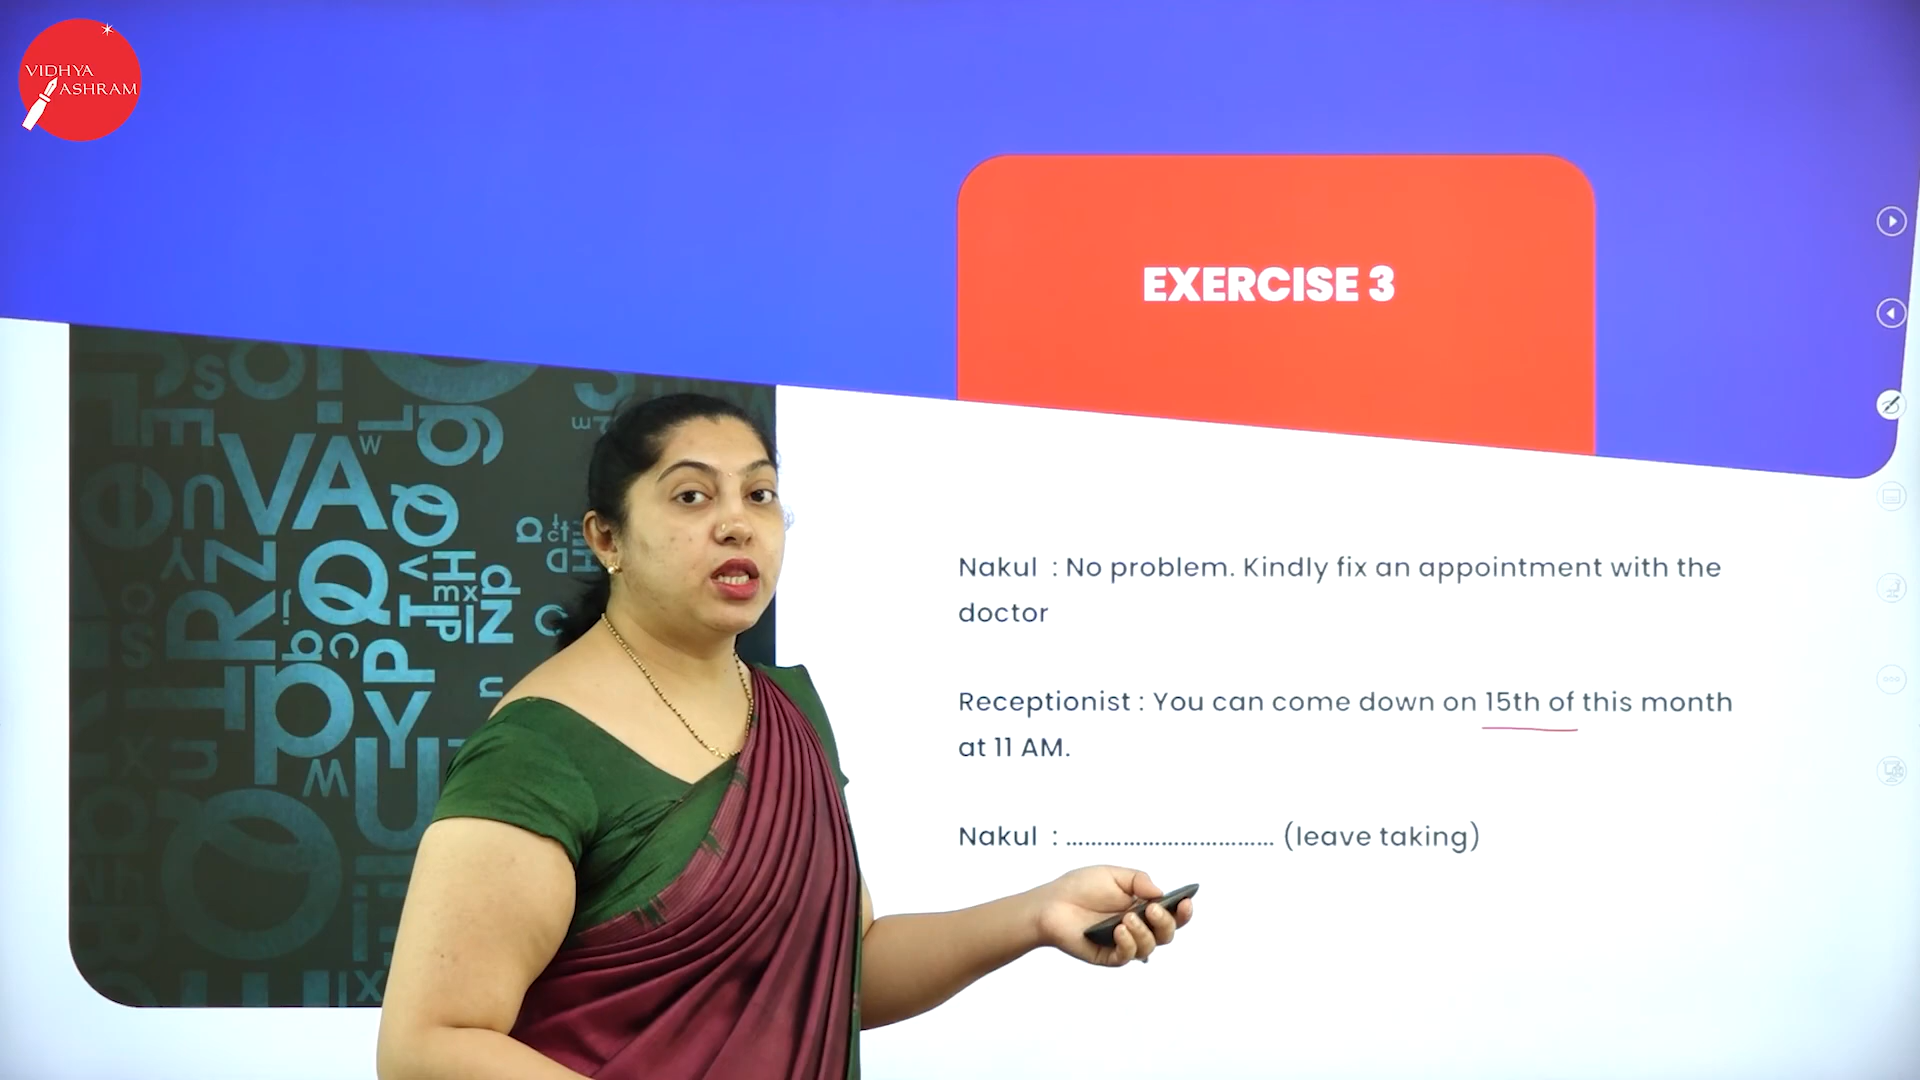 VIDHYA
ASHRAM
EXERCISE 3
Nakul : No problem. Kindly fix an appointment with the
doctor
Receptionist : You can come down on 15th of this month
at 11 AM.
Nakul : ................................. (leave taking)